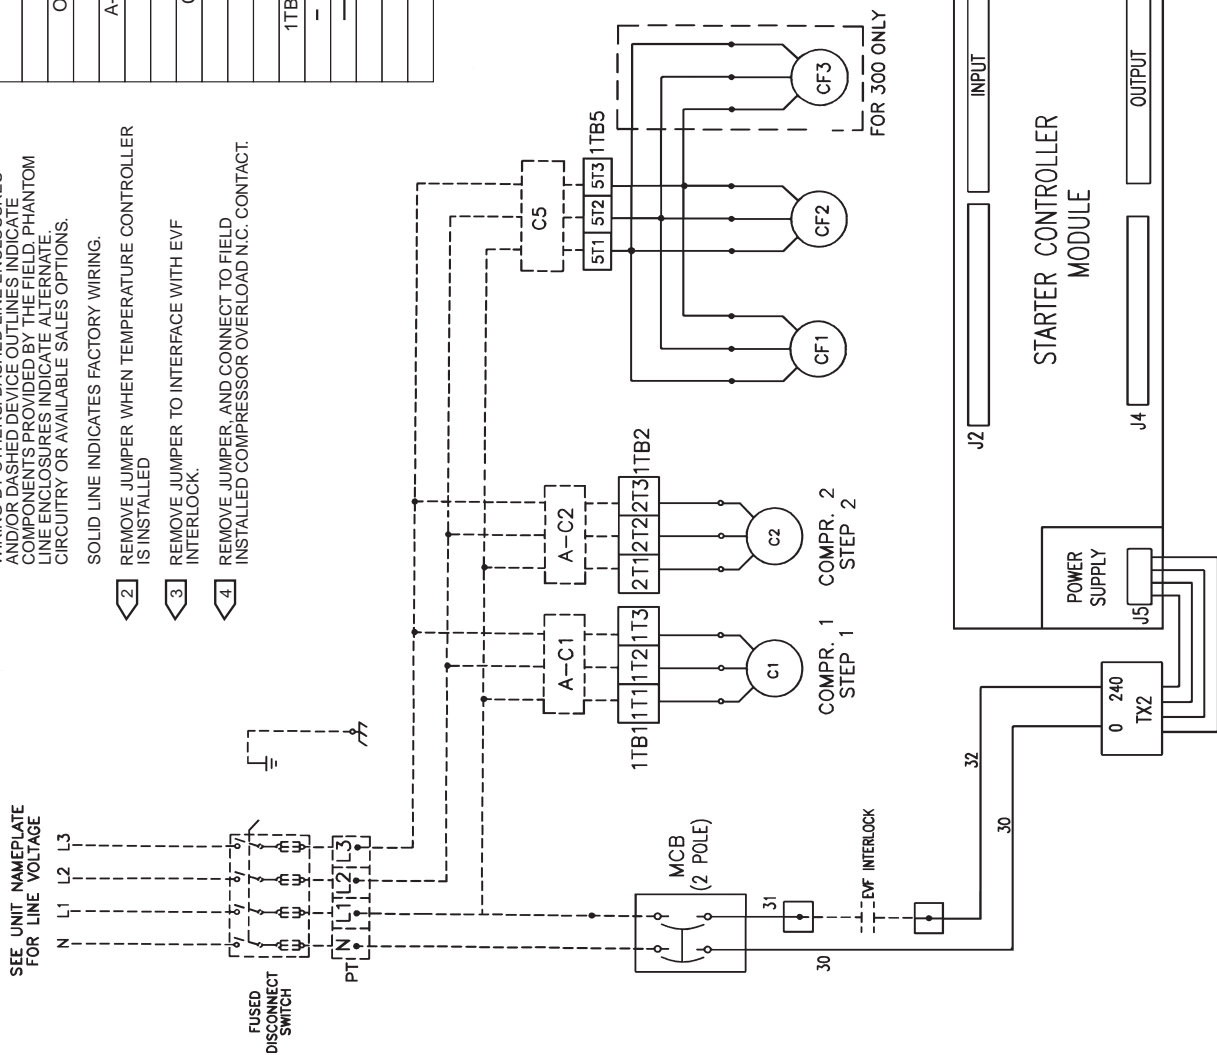 O
A-
C
1TB
AND/OR DASHED DEVICE OUTLINES INDICATE
COMPONENTS PROVIDED BY THE FIELD. PHANTOM
LINE ENCLOSURES INDICATE ALTERNATE.
CIRCUITRY OR AVAILABLE SALES OPTIONS.
SOLID LINE INDICATES FACTORY WIRING.
2 REMOVE JUMPER WHEN TEMPERATURE CONTROLLER
IS INSTALLED
3 REMOVE JUMPER TO INTERFACE WITH EVF
INTERLOCK.
4 REMOVE JUMPER, AND CONNECT TO FIELD
INSTALLED COMPRESSOR OVERLOAD N.C. CONTACT.
SEE UNIT NAMEPLATE
FOR LINE VOLTAGE
N L1 L2 L3
FUSED
DISCONNECT
SWITCH
PT N L1 L2 L3
A-C1
1TB1 1T1 1T2 1T3
C1
COMPR. 1
STEP 1
A-C2
2T1 2T2 2T3 1TB2
C2
COMPR. 2
STEP 2
C5
5T1 5T2 5T3 1TB5
CF1
CF2
CF3
FOR 300 ONLY
MCB
(2 POLE)
31
EVF INTERLOCK
30
32
30
0 240
TX2
POWER
SUPPLY
J5
STARTER CONTROLLER
MODULE
J2
INPUT
J4
OUTPUT